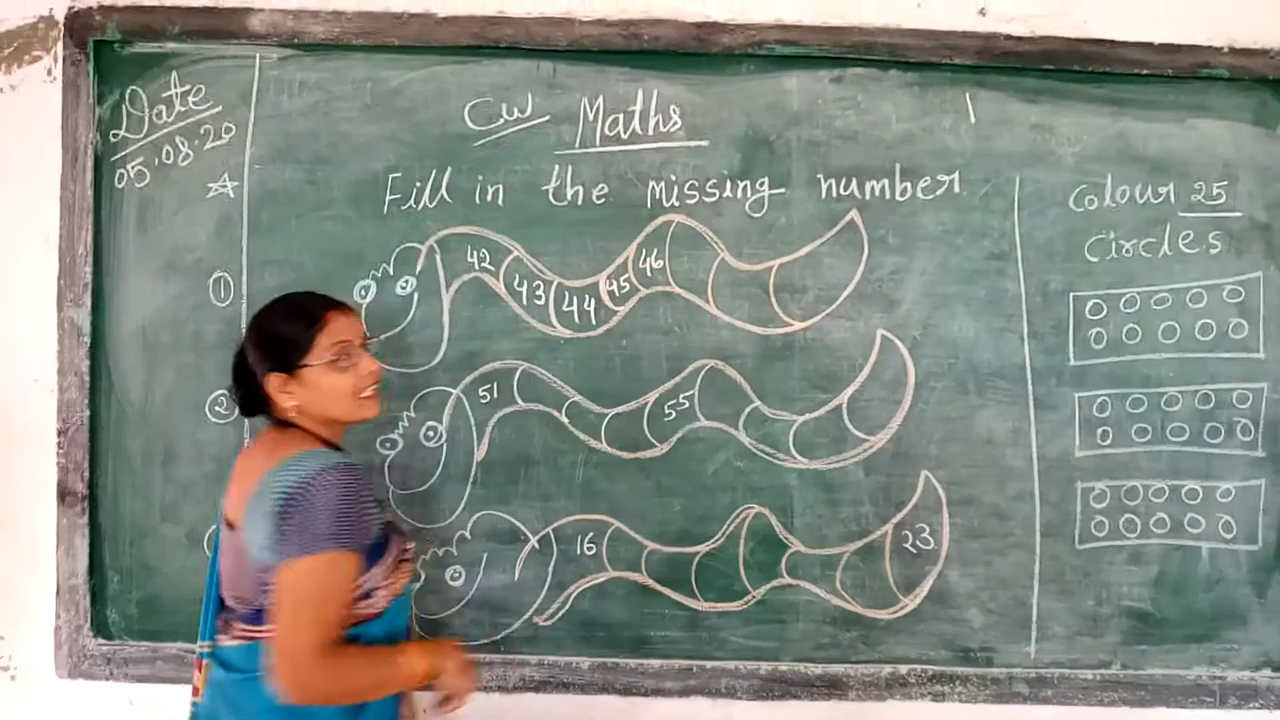 Date
05.08.20
CW Maths
Fill in the missing number.
1
42 43 44 45 46
2
51 55
16 23
Colour 25
Circles